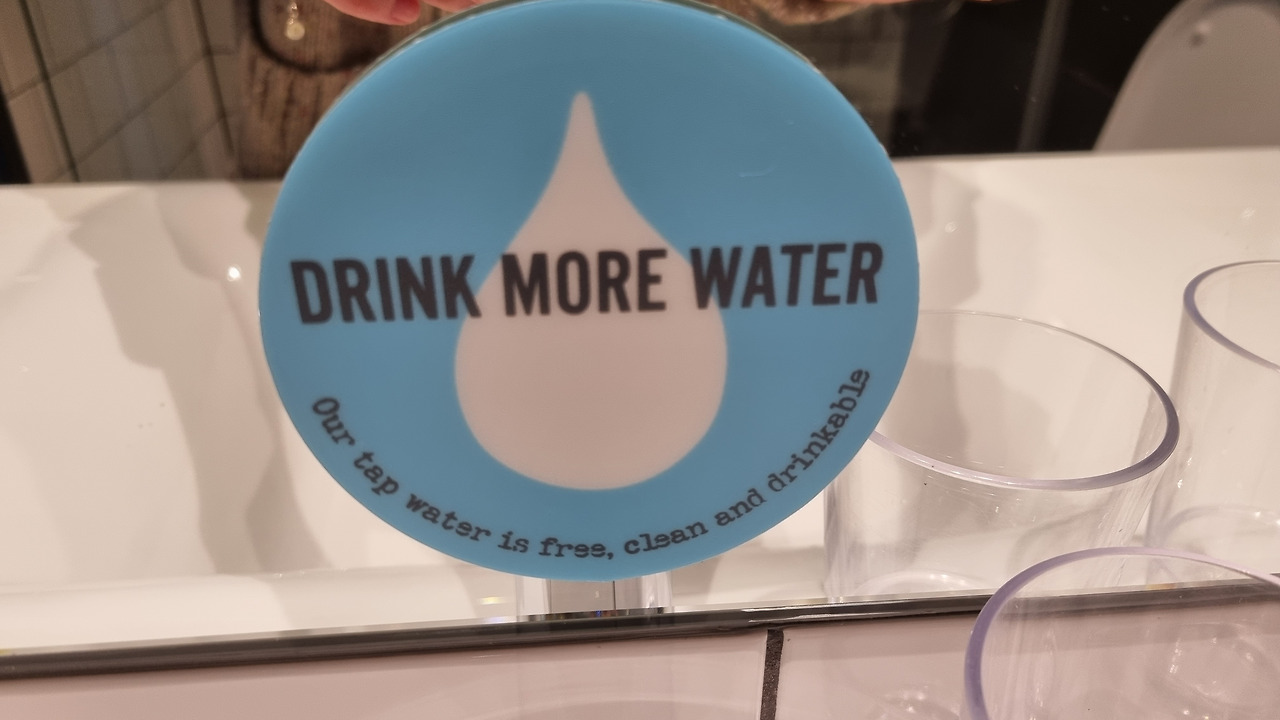 DRINK MORE WATER
Our tap water is free, clean and drinkable